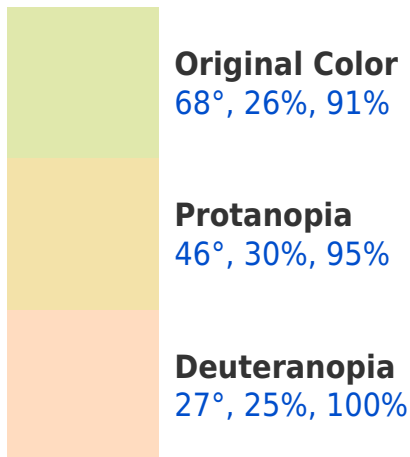 Original Color
68°, 26%, 91%
Protanopia
46°, 30%, 95%
Deuteranopia
27°, 25%, 100%